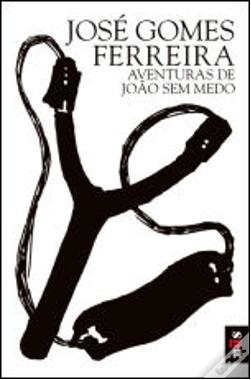 JOSÉ GOMES
FERREIRA
AVENTURAS DE
JOÃO SEM MEDO